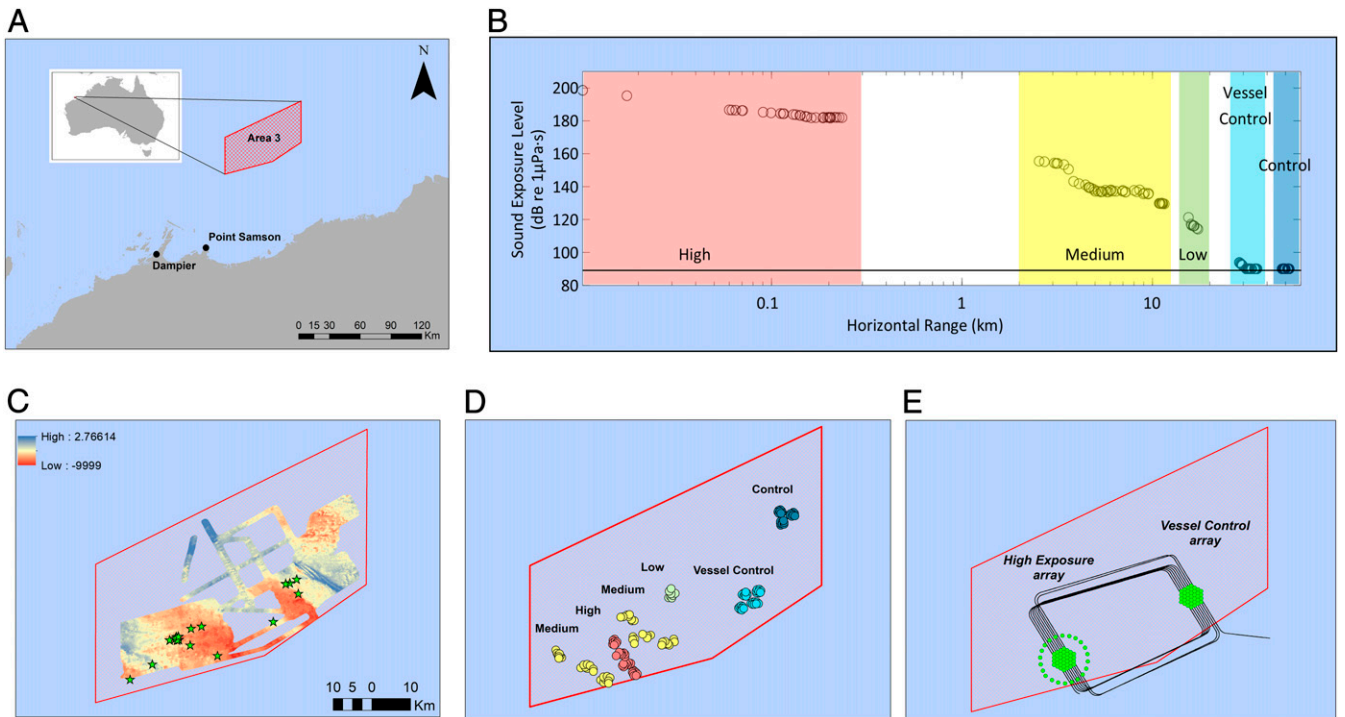 A
N
Area 3
Point Samson
Dampier
0 15 30 60 90 120
Km
B
Sound Exposure Level
(dB re 1µPa·s)
200
180
160
140
120
100
80
High
Medium
Low
Vessel
Control
Control
0.1
1
10
Horizontal Range (km)
C
High : 2.76614
Low : -9999
10 5 0 10
Km
D
Control
Low
Vessel Control
Medium
High
Medium
E
Vessel Control
array
High Exposure
array